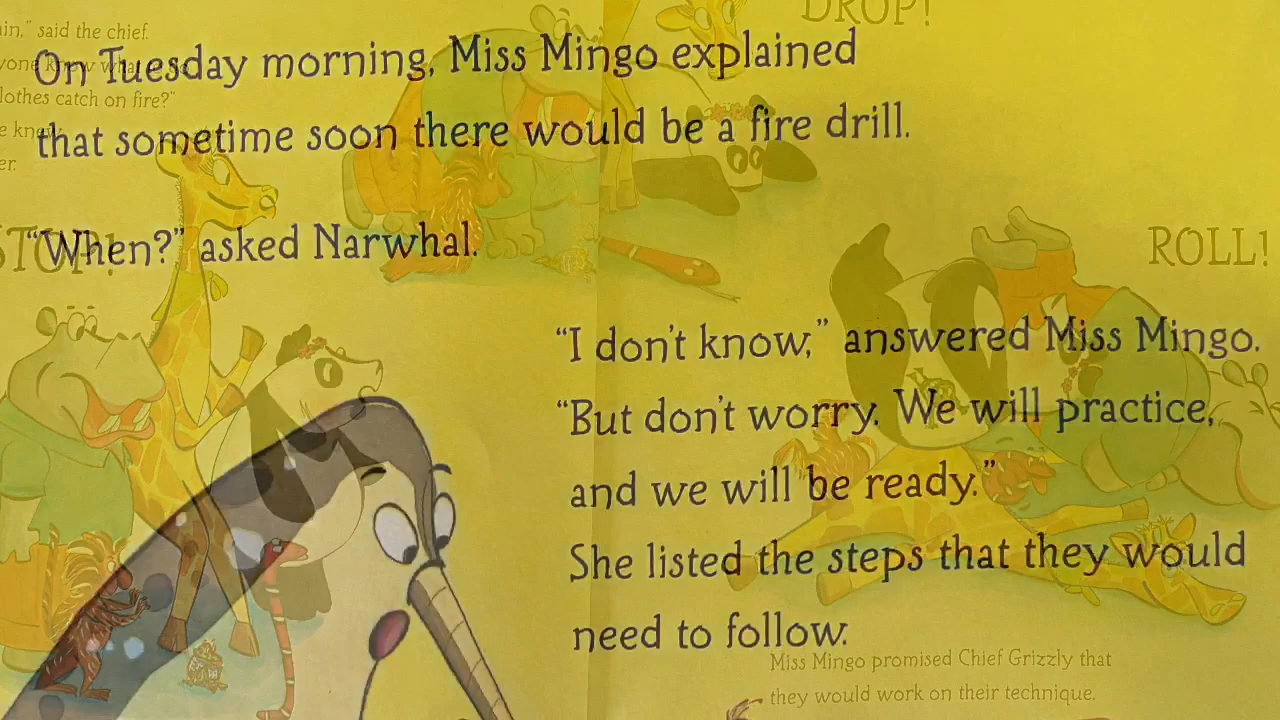 On Tuesday morning, Miss Mingo explained
that sometime soon there would be a fire drill.
“When?” asked Narwhal.
“I don’t know,” answered Miss Mingo.
“But don’t worry. We will practice,
and we will be ready.”
She listed the steps that they would
need to follow.
said the chief.
lothes catch on fire?”
STOP!
DROP!
ROLL!
Miss Mingo promised Chief Grizzly that
they would work on their technique.